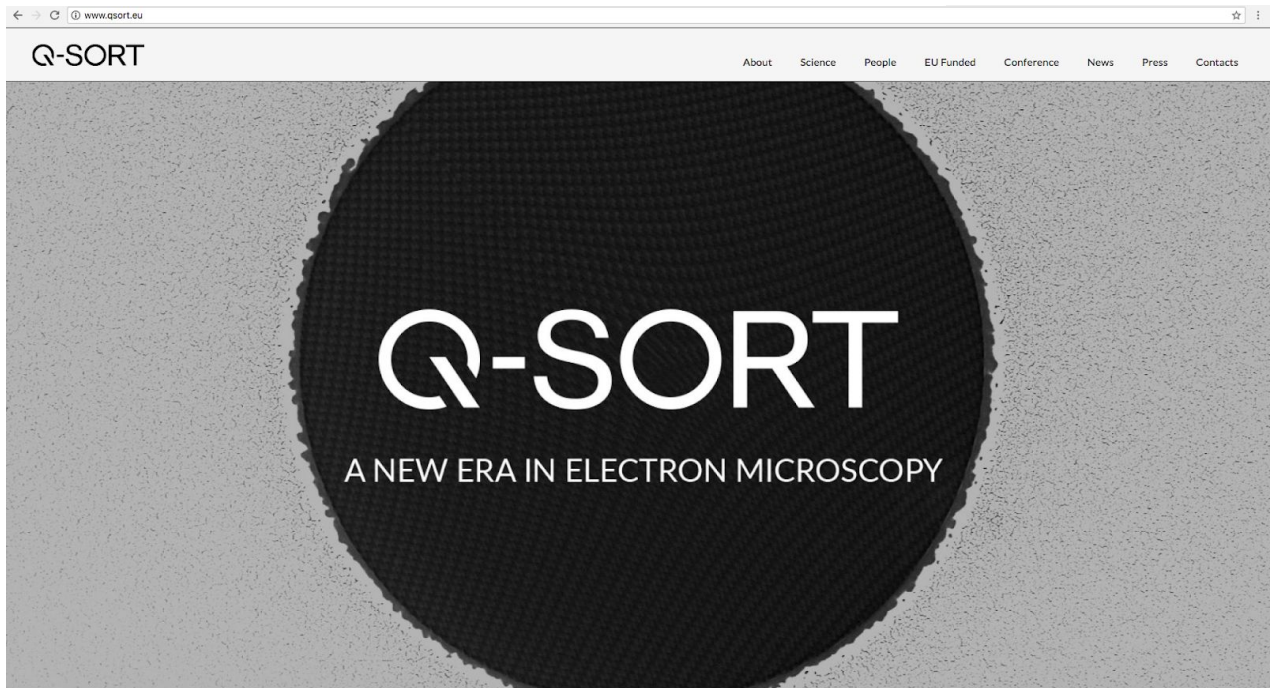 www.qsort.eu
Q-SORT
About Science People EU Funded Conference News Press Contacts
Q-SORT
A NEW ERA IN ELECTRON MICROSCOPY